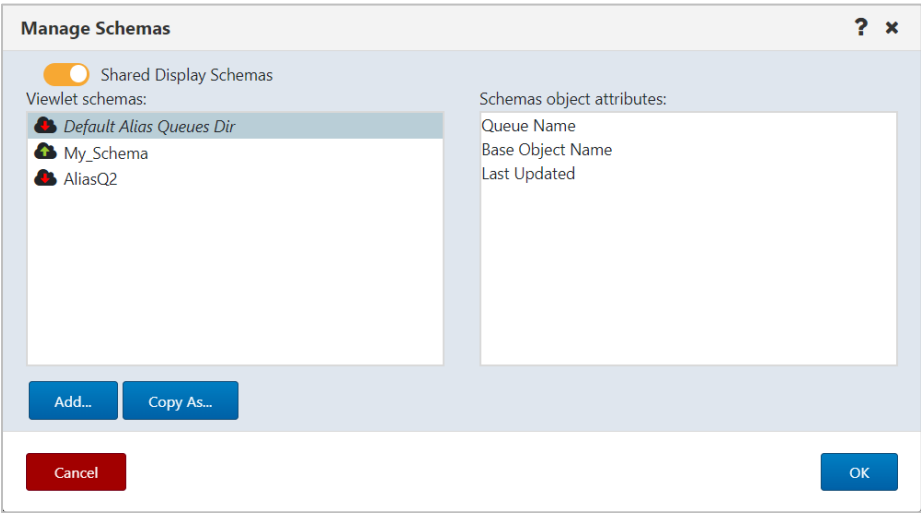 Manage Schemas ? ×
Shared Display Schemas
Viewlet schemas:
Default Alias Queues Dir
My_Schema
AliasQ2
Schemas object attributes:
Queue Name
Base Object Name
Last Updated
Add... Copy As...
Cancel OK